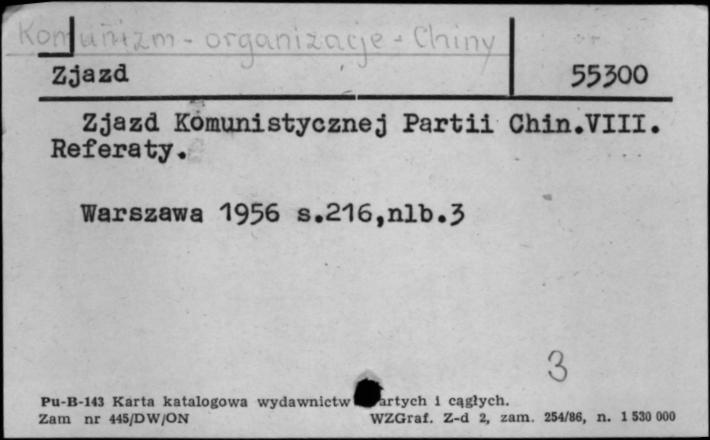 Komunizm - organizacje - Chiny
Zjazd 55300
Zjazd Komunistycznej Partii Chin.VIII.
Referaty.
Warszawa 1956 s.216,nlb.3
3
Pu-B-143 Karta katalogowa wydawnictw artych i cągłych.
Zam nr 445/DW/ON WZGraf. Z-d 2, zam. 254/86, n. 1 530 000